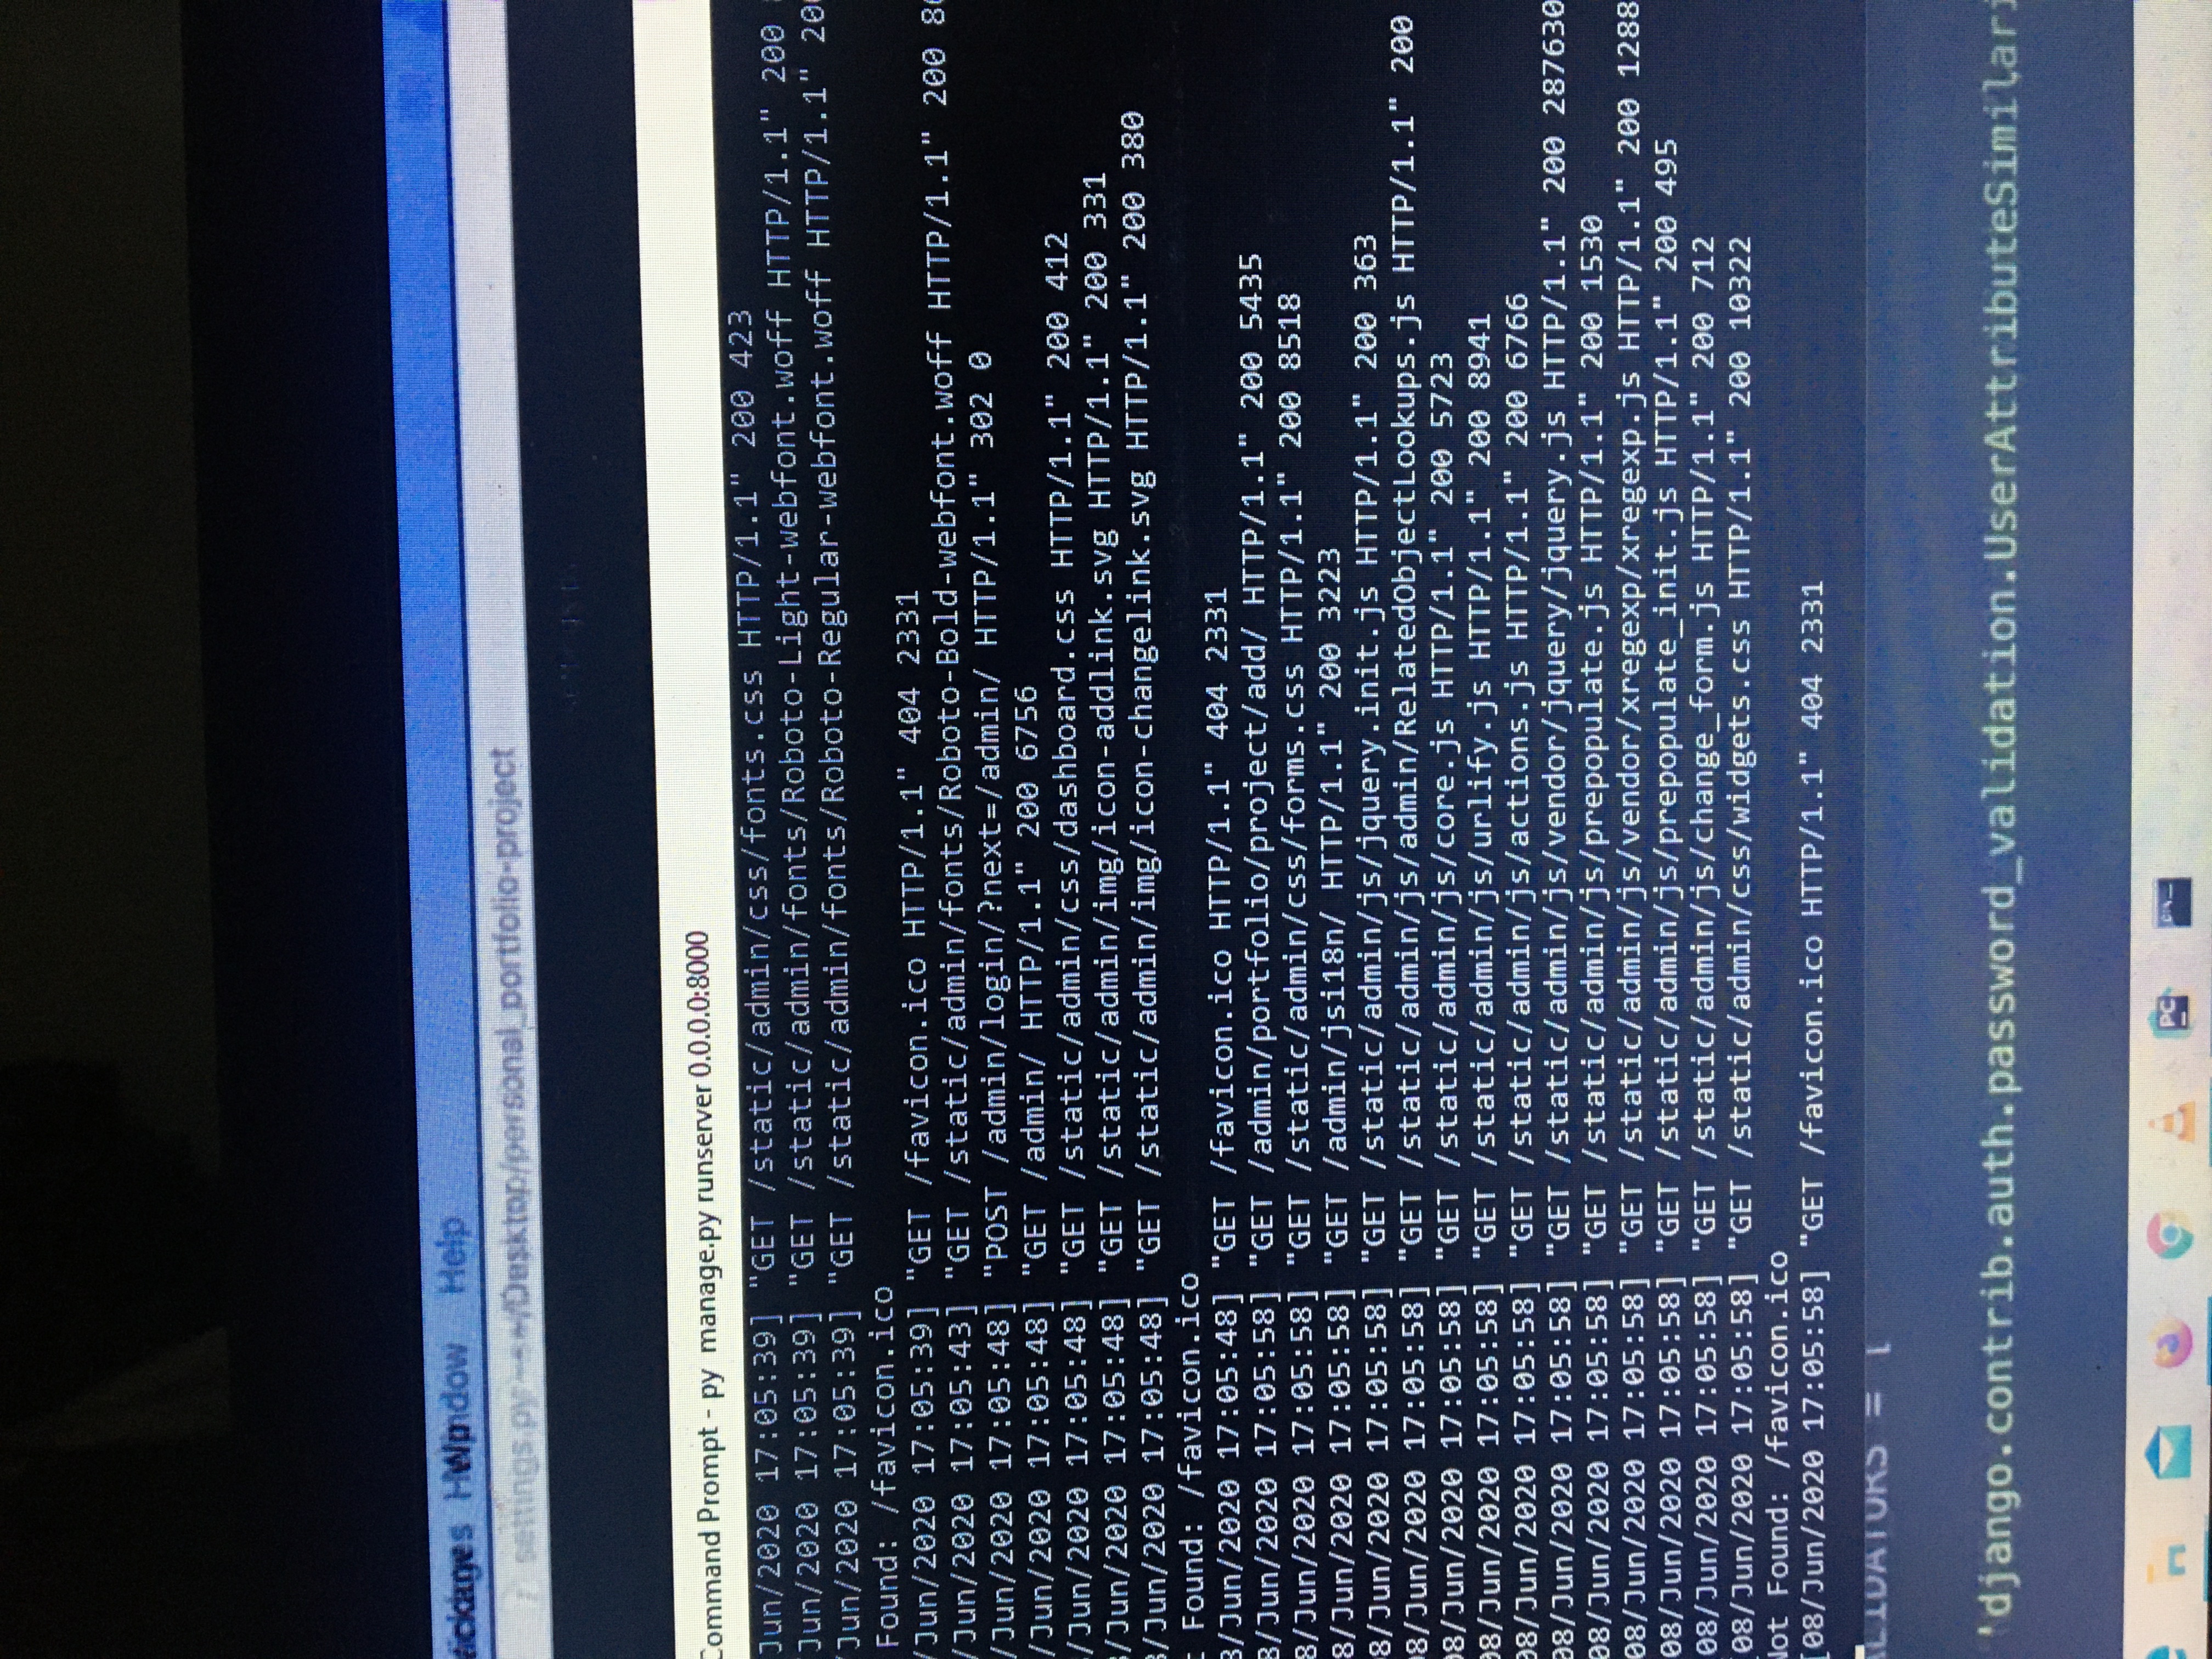 Window Help
settings.py ~/Desktop/personal_portfolio-project
Command Prompt - py manage.py runserver 0.0.0.0:8000
Jun/2020 17:05:39] "GET /static/admin/css/fonts.css HTTP/1.1" 200 423
/Jun/2020 17:05:39] "GET /static/admin/fonts/Roboto-Light-webfont.woff HTTP/1.1" 200
/Jun/2020 17:05:39] "GET /static/admin/fonts/Roboto-Regular-webfont.woff HTTP/1.1" 20
Found: /favicon.ico
/Jun/2020 17:05:39] "GET /favicon.ico HTTP/1.1" 404 2331
/Jun/2020 17:05:43] "GET /static/admin/fonts/Roboto-Bold-webfont.woff HTTP/1.1" 200 8
/Jun/2020 17:05:48] "POST /admin/login/?next=/admin/ HTTP/1.1" 302 0
/Jun/2020 17:05:48] "GET /admin/ HTTP/1.1" 200 6756
/Jun/2020 17:05:48] "GET /static/admin/css/dashboard.css HTTP/1.1" 200 412
/Jun/2020 17:05:48] "GET /static/admin/img/icon-addlink.svg HTTP/1.1" 200 331
8/Jun/2020 17:05:48] "GET /static/admin/img/icon-changelink.svg HTTP/1.1" 200 380
t Found: /favicon.ico
8/Jun/2020 17:05:48] "GET /favicon.ico HTTP/1.1" 404 2331
8/Jun/2020 17:05:58] "GET /admin/portfolio/project/add/ HTTP/1.1" 200 5435
8/Jun/2020 17:05:58] "GET /static/admin/css/forms.css HTTP/1.1" 200 8518
8/Jun/2020 17:05:58] "GET /admin/jsi18n/ HTTP/1.1" 200 3223
08/Jun/2020 17:05:58] "GET /static/admin/js/jquery.init.js HTTP/1.1" 200 363
08/Jun/2020 17:05:58] "GET /static/admin/js/admin/RelatedObjectLookups.js HTTP/1.1" 200
08/Jun/2020 17:05:58] "GET /static/admin/js/core.js HTTP/1.1" 200 5723
08/Jun/2020 17:05:58] "GET /static/admin/js/urlify.js HTTP/1.1" 200 8941
08/Jun/2020 17:05:58] "GET /static/admin/js/actions.js HTTP/1.1" 200 6766
08/Jun/2020 17:05:58] "GET /static/admin/js/vendor/jquery/jquery.js HTTP/1.1" 200 287630
08/Jun/2020 17:05:58] "GET /static/admin/js/prepopulate.js HTTP/1.1" 200 1530
08/Jun/2020 17:05:58] "GET /static/admin/js/vendor/xregexp/xregexp.js HTTP/1.1" 200 1288
08/Jun/2020 17:05:58] "GET /static/admin/js/prepopulate_init.js HTTP/1.1" 200 495
08/Jun/2020 17:05:58] "GET /static/admin/js/change_form.js HTTP/1.1" 200 712
[08/Jun/2020 17:05:58] "GET /static/admin/css/widgets.css HTTP/1.1" 200 10322
Not Found: /favicon.ico
[08/Jun/2020 17:05:58] "GET /favicon.ico HTTP/1.1" 404 2331
ALIDATORS = [
'django.contrib.auth.password_validation.UserAttributeSimilari
PC